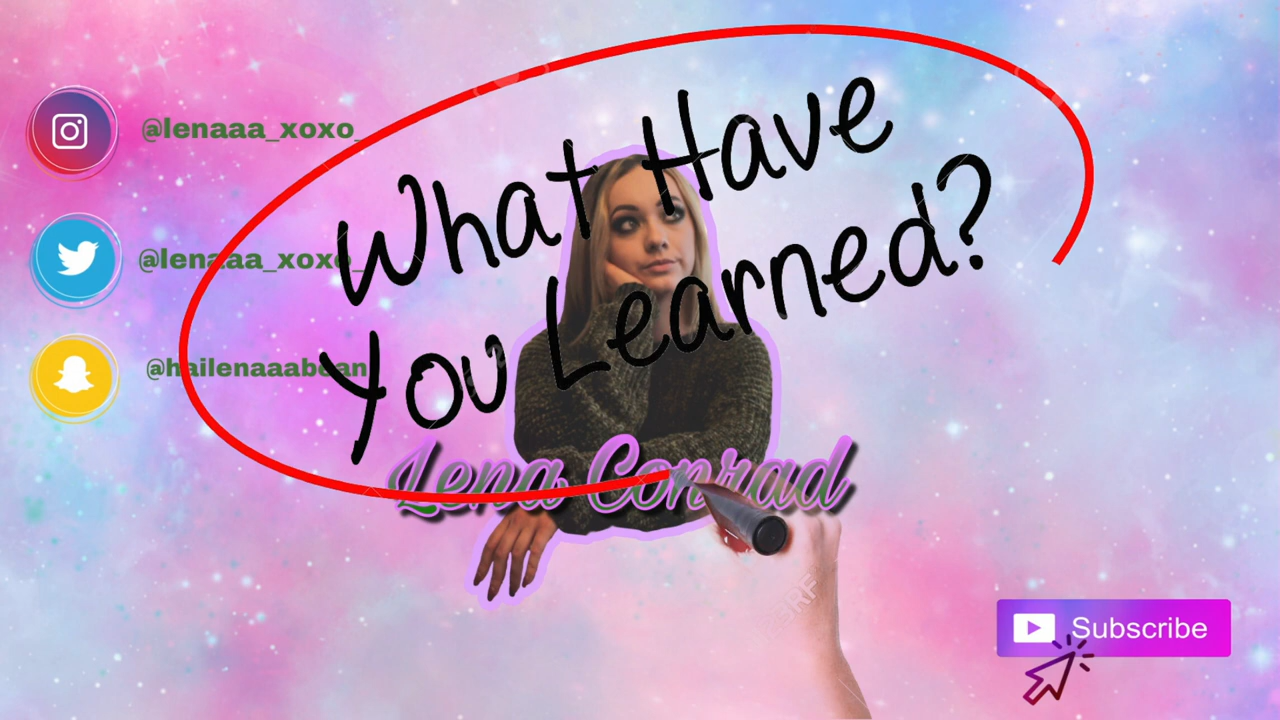 @lenaaa_xoxo_
@lenaaa_xoxo_
What Have
You Learned?
Lena Conrad
Subscribe